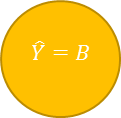 Ŷ = B